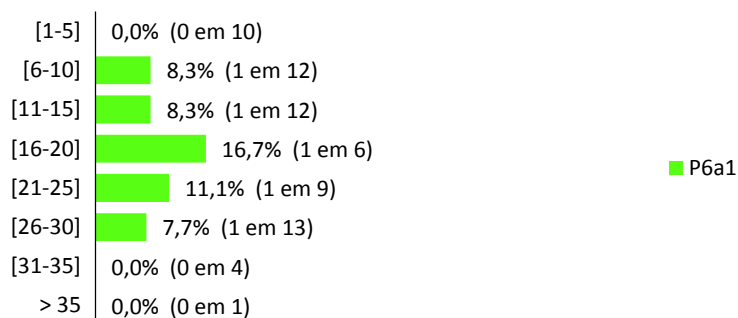 [1-5] 0,0% (0 em 10)
[6-10] 8,3% (1 em 12)
[11-15] 8,3% (1 em 12)
[16-20] 16,7% (1 em 6)
P6a1
[21-25] 11,1% (1 em 9)
[26-30] 7,7% (1 em 13)
[31-35] 0,0% (0 em 4)
> 35 0,0% (0 em 1)